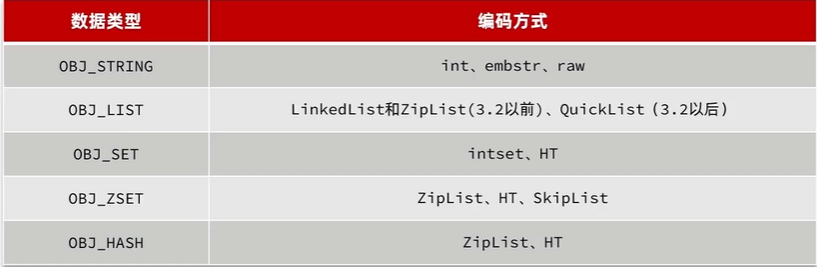 数据类型 编码方式
OBJ_STRING int、embstr、raw
OBJ_LIST LinkedList和ZipList(3.2以前)、QuickList（3.2以后）
OBJ_SET intset、HT
OBJ_ZSET ZipList、HT、SkipList
OBJ_HASH ZipList、HT